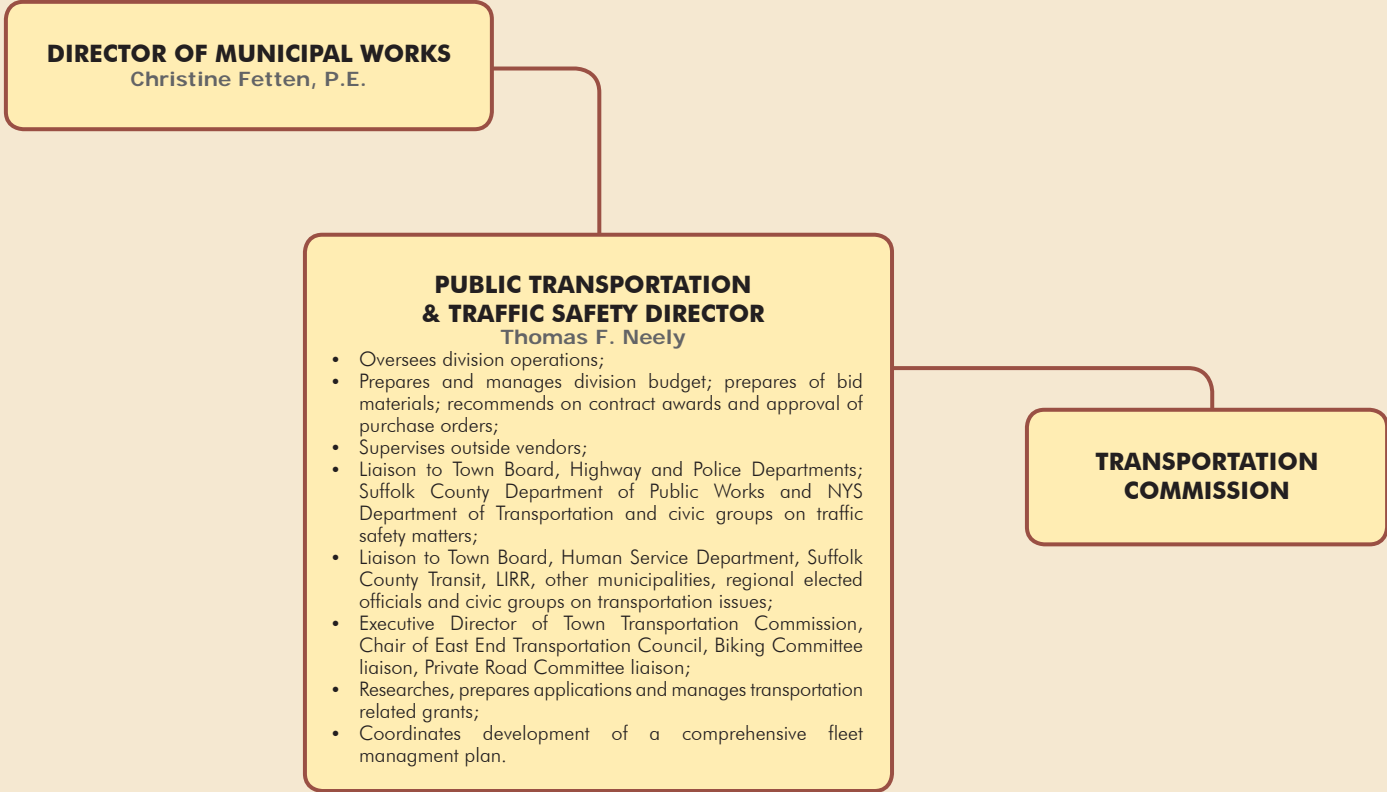 DIRECTOR OF MUNICIPAL WORKS
Christine Fetten, P.E.
PUBLIC TRANSPORTATION
& TRAFFIC SAFETY DIRECTOR
Thomas F. Neely
• Oversees division operations;
• Prepares and manages division budget; prepares of bid
materials; recommends on contract awards and approval of
purchase orders;
• Supervises outside vendors;
• Liaison to Town Board, Highway and Police Departments;
Suffolk County Department of Public Works and NYS
Department of Transportation and civic groups on traffic
safety matters;
• Liaison to Town Board, Human Service Department, Suffolk
County Transit, LIRR, other municipalities, regional elected
officials and civic groups on transportation issues;
• Executive Director of Town Transportation Commission,
Chair of East End Transportation Council, Biking Committee
liaison, Private Road Committee liaison;
• Researches, prepares applications and manages transportation
related grants;
• Coordinates development of a comprehensive fleet
managment plan.
TRANSPORTATION
COMMISSION